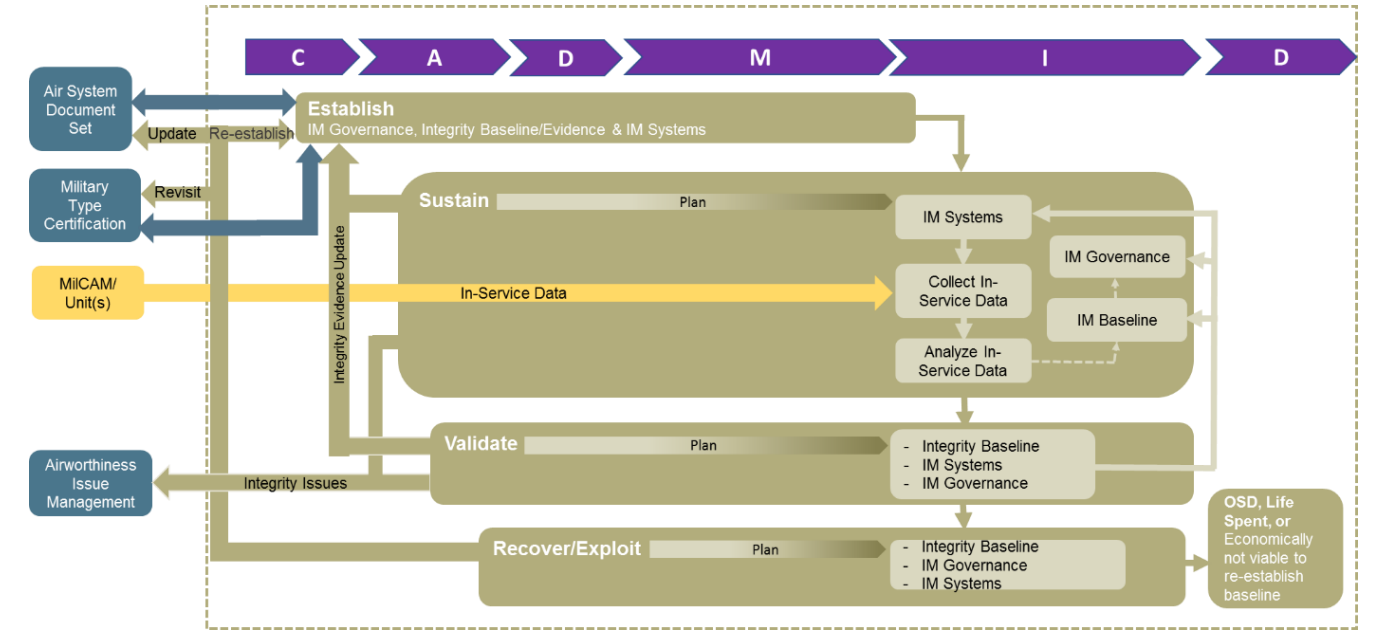 C
A
D
M
I
D
Air System
Document
Set
Establish
IM Governance, Integrity Baseline/Evidence & IM Systems
Update
Re-establish
Military
Type
Certification
Revisit
Sustain
Plan
IM Systems
IM Governance
MilCAM/
Unit(s)
In-Service Data
Collect In-
Service Data
IM Baseline
Integrity Evidence Update
Analyze In-
Service Data
Validate
Plan
- Integrity Baseline
- IM Systems
- IM Governance
Airworthiness
Issue
Management
Integrity Issues
Recover/Exploit
Plan
- Integrity Baseline
- IM Governance
- IM Systems
OSD, Life
Spent, or
Economically
not viable to
re-establish
baseline